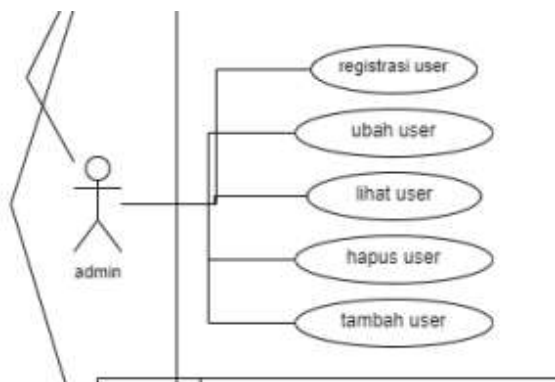 registrasi user
ubah user
lihat user
admin
hapus user
tambah user